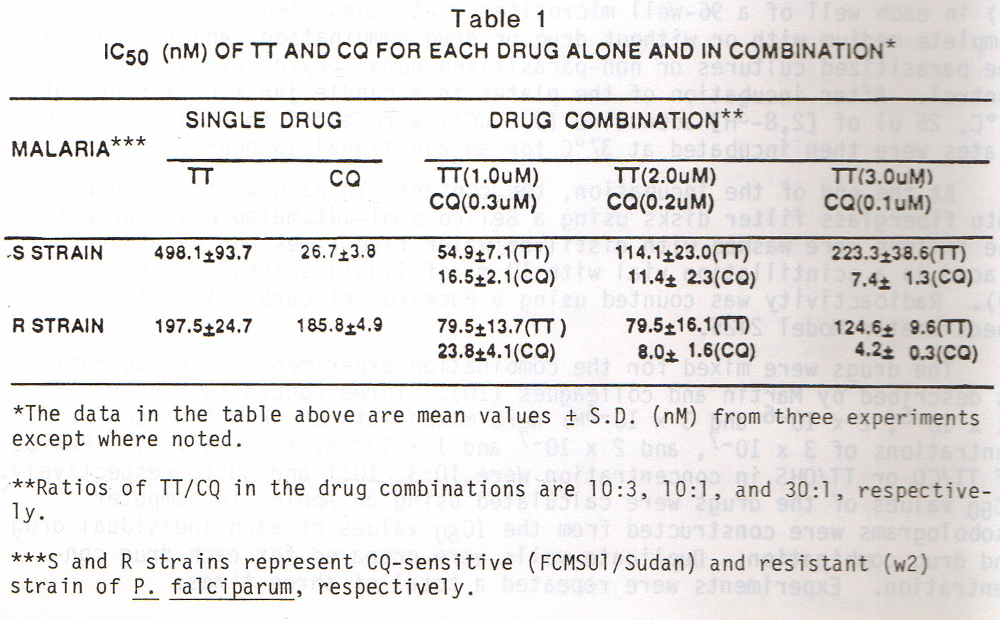 Table 1
IC50 (nM) OF TT AND CQ FOR EACH DRUG ALONE AND IN COMBINATION*
SINGLE DRUG DRUG COMBINATION**
MALARIA***
TT CQ TT(1.0uM) TT(2.0uM) TT(3.0uM)
CQ(0.3uM) CQ(0.2uM) CQ(0.1uM)
S STRAIN 498.1±93.7 26.7±3.8 54.9±7.1(TT) 114.1±23.0(TT) 223.3±38.6(TT)
16.5±2.1(CQ) 11.4± 2.3(CQ) 7.4± 1.3(CQ)
R STRAIN 197.5±24.7 185.8±4.9 79.5±13.7(TT ) 79.5±16.1(TT) 124.6± 9.6(TT)
23.8±4.1(CQ) 8.0± 1.6(CQ) 4.2± 0.3(CQ)
*The data in the table above are mean values ± S.D. (nM) from three experiments
except where noted.
**Ratios of TT/CQ in the drug combinations are 10:3, 10:1, and 30:1, respective-
ly.
***S and R strains represent CQ-sensitive (FCMSU1/Sudan) and resistant (w2)
strain of P. falciparum, respectively.